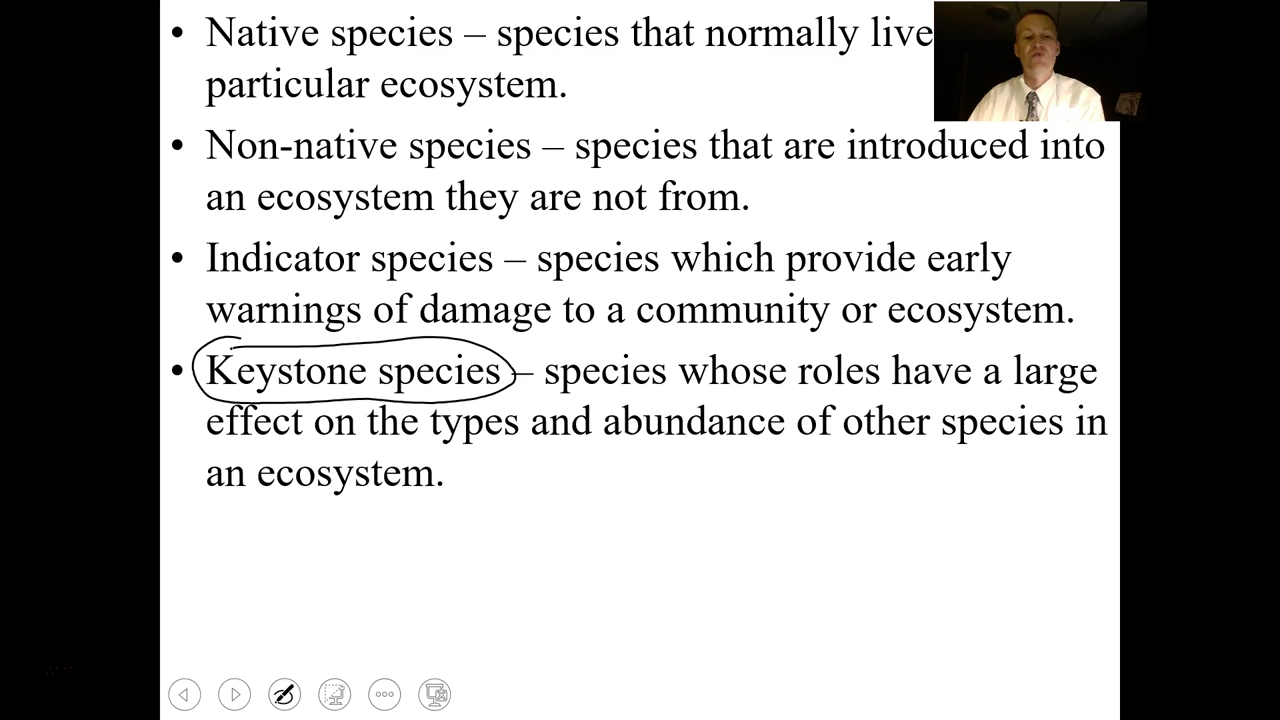 • Native species – species that normally live
particular ecosystem.
• Non-native species – species that are introduced into
an ecosystem they are not from.
• Indicator species – species which provide early
warnings of damage to a community or ecosystem.
• Keystone species – species whose roles have a large
effect on the types and abundance of other species in
an ecosystem.